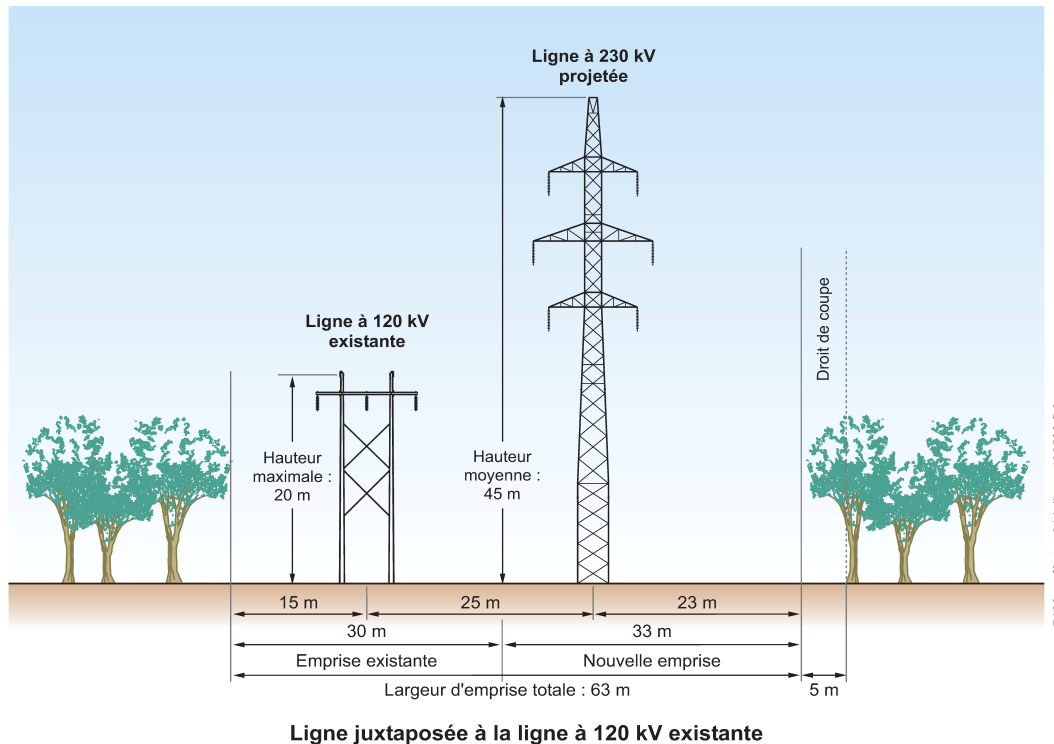 Ligne à 230 kV
projetée
Ligne à 120 kV
existante
Droit de coupe
Hauteur
maximale :
20 m
Hauteur
moyenne :
45 m
15 m
25 m
23 m
30 m
33 m
Emprise existante
Nouvelle emprise
Largeur d'emprise totale : 63 m
5 m
Ligne juxtaposée à la ligne à 120 kV existante